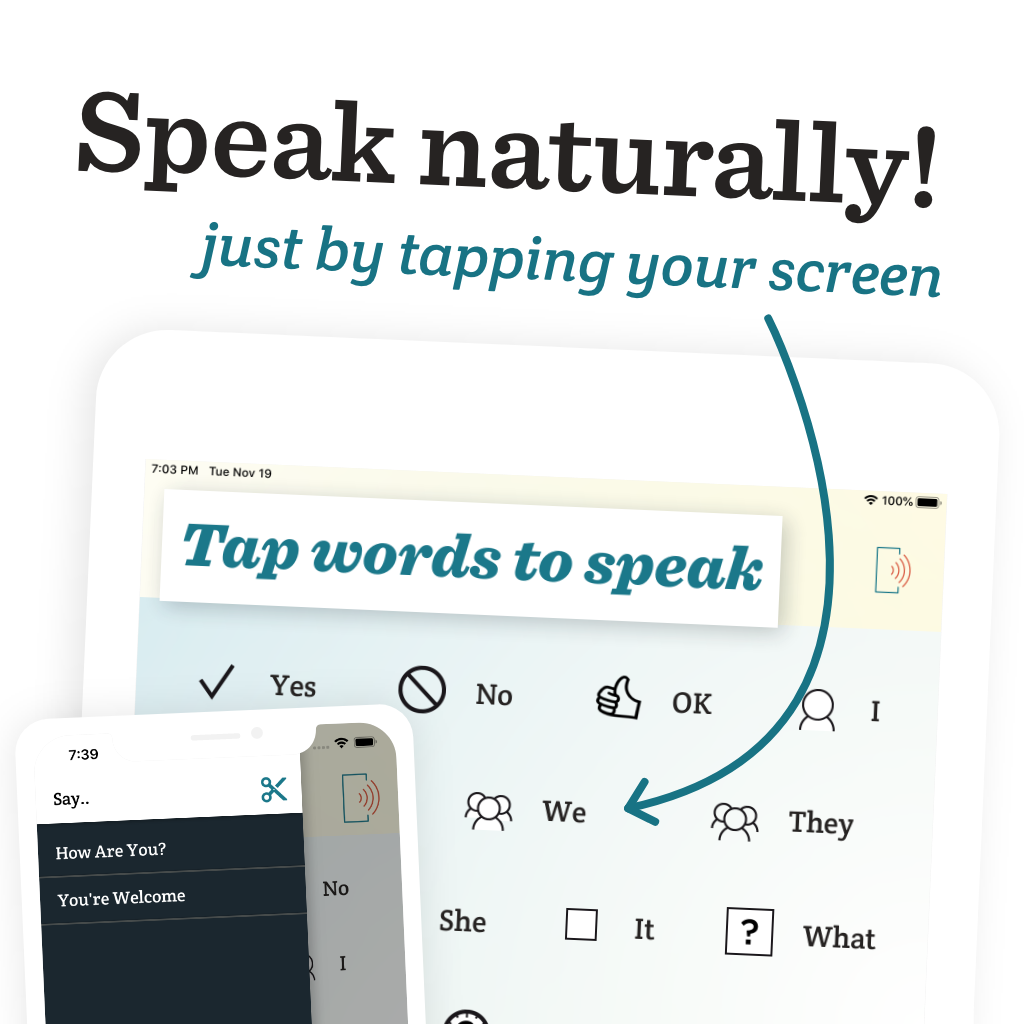 Speak naturally!
just by tapping your screen
7:03 PM Tue Nov 19
100%
Tap words to speak
Yes No OK I
We They
She It ? What
7:39
Say..
How Are You?
You're Welcome
No
I